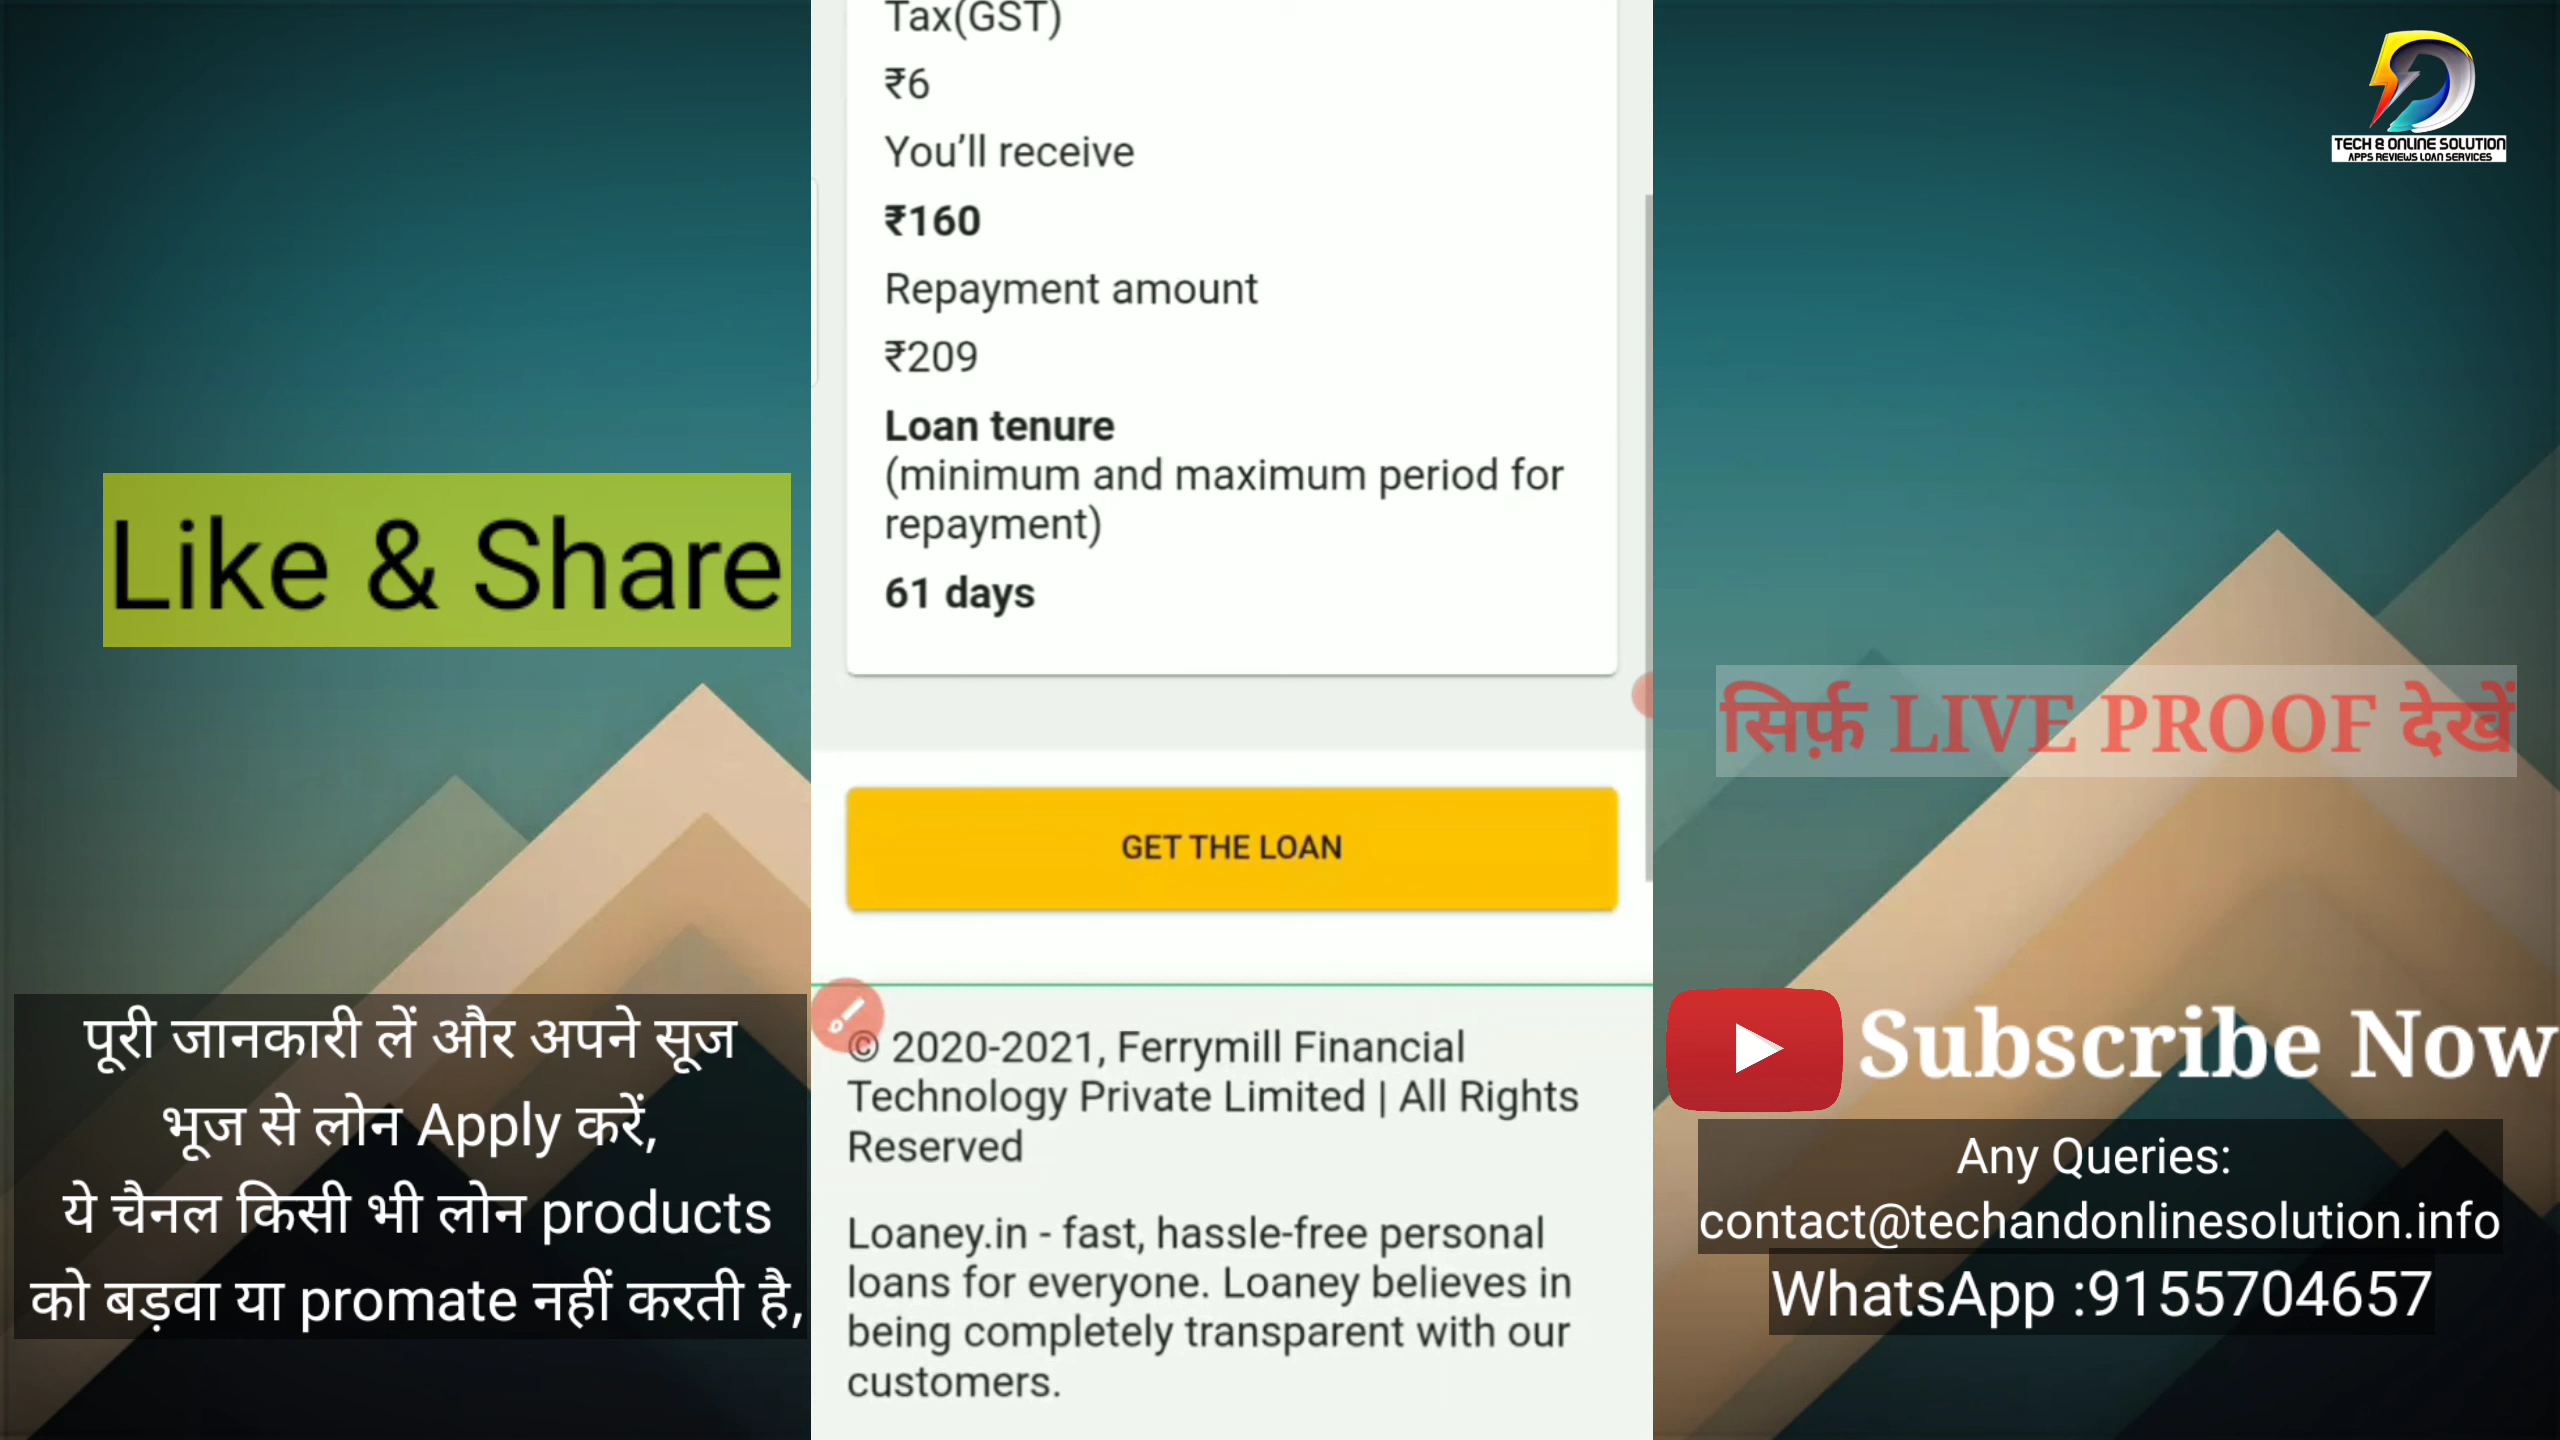 TECH & ONLINE SOLUTION
APPS REVIEWS LOAN SERVICES
Tax(GST)
₹6
You’ll receive
₹160
Repayment amount
₹209
Loan tenure
(minimum and maximum period for
repayment)
61 days
GET THE LOAN
© 2020-2021, Ferrymill Financial
Technology Private Limited | All Rights
Reserved
Loaney.in - fast, hassle-free personal
loans for everyone. Loaney believes in
being completely transparent with our
customers.
Like & Share
पूरी जानकारी लें और अपने सूज
भूज से लोन Apply करें,
ये चैनल किसी भी लोन products
को बड़वा या promate नहीं करती है,
सिर्फ़ LIVE PROOF देखें
Subscribe Now
Any Queries:
contact@techandonlinesolution.info
WhatsApp :9155704657